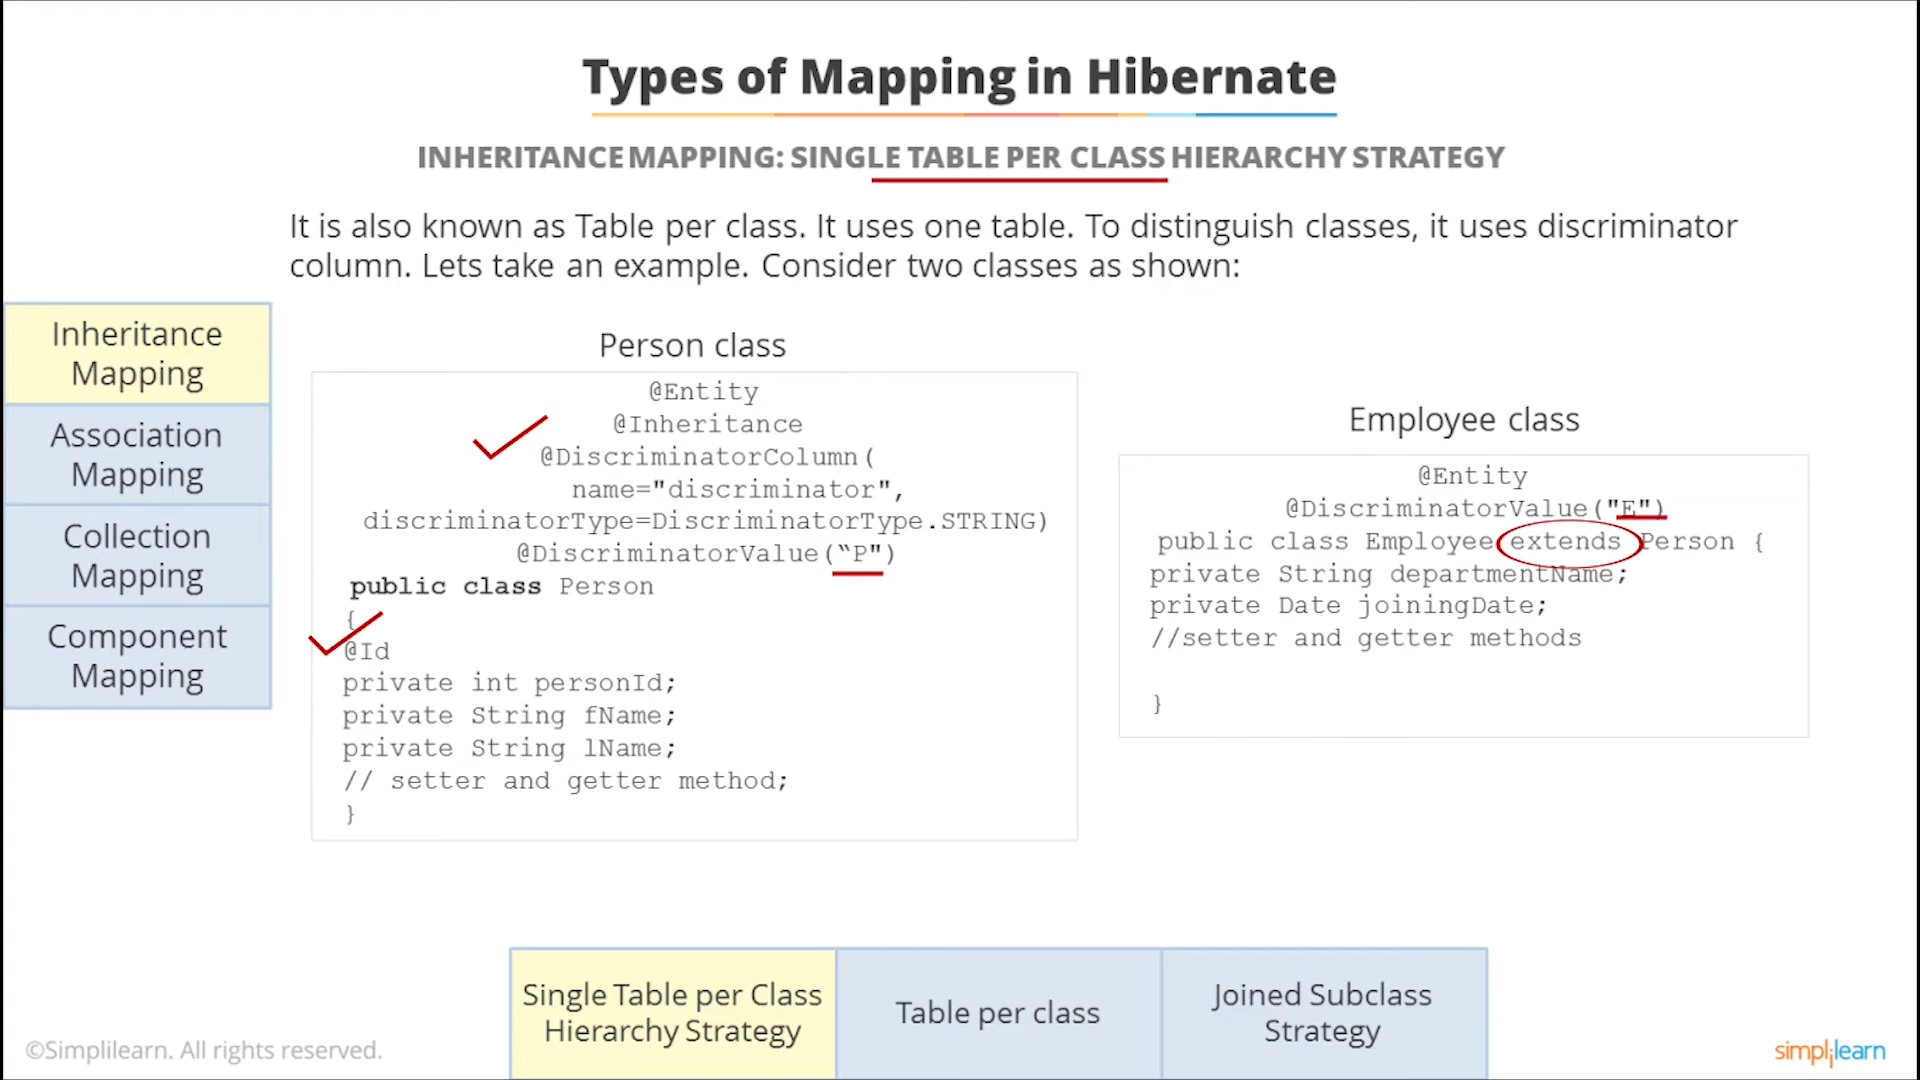 Types of Mapping in Hibernate
INHERITANCE MAPPING: SINGLE TABLE PER CLASS HIERARCHY STRATEGY
It is also known as Table per class. It uses one table. To distinguish classes, it uses discriminator
column. Lets take an example. Consider two classes as shown:
Inheritance
Mapping
Association
Mapping
Collection
Mapping
Component
Mapping
Person class
@Entity
@Inheritance
@DiscriminatorColumn(
name="discriminator",
discriminatorType=DiscriminatorType.STRING)
@DiscriminatorValue(“P")
public class Person
{
@Id
private int personId;
private String fName;
private String lName;
// setter and getter method;
}
Employee class
@Entity
@DiscriminatorValue("E")
public class Employee extends Person {
private String departmentName;
private Date joiningDate;
//setter and getter methods
}
Single Table per Class
Hierarchy Strategy
Table per class
Joined Subclass
Strategy
©Simplilearn. All rights reserved.
simplilearn